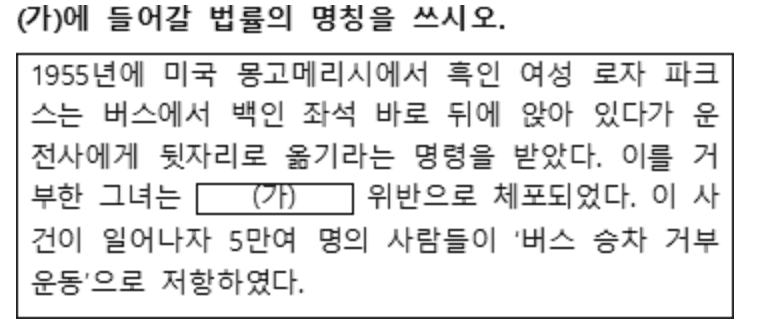 (가)에 들어갈 법률의 명칭을 쓰시오.
1955년에 미국 몽고메리시에서 흑인 여성 로자 파크
스는 버스에서 백인 좌석 바로 뒤에 앉아 있다가 운
전사에게 뒷자리로 옮기라는 명령을 받았다. 이를 거
부한 그녀는 (가) 위반으로 체포되었다. 이 사
건이 일어나자 5만여 명의 사람들이 '버스 승차 거부
운동'으로 저항하였다.